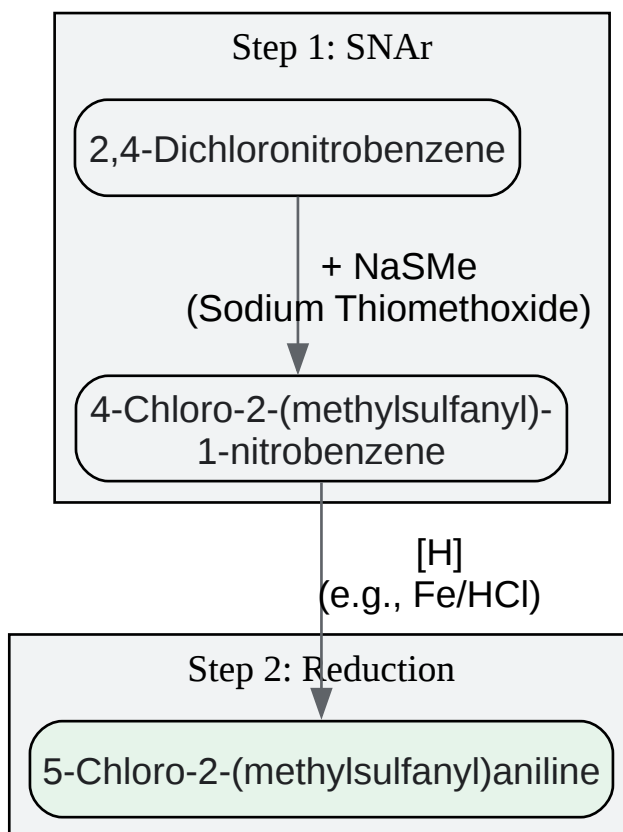 Step 1: SNAr
2,4-Dichloronitrobenzene
+ NaSMe
(Sodium Thiomethoxide)
4-Chloro-2-(methylsulfanyl)-
1-nitrobenzene
[H]
(e.g., Fe/HCl)
Step 2: Reduction
5-Chloro-2-(methylsulfanyl)aniline